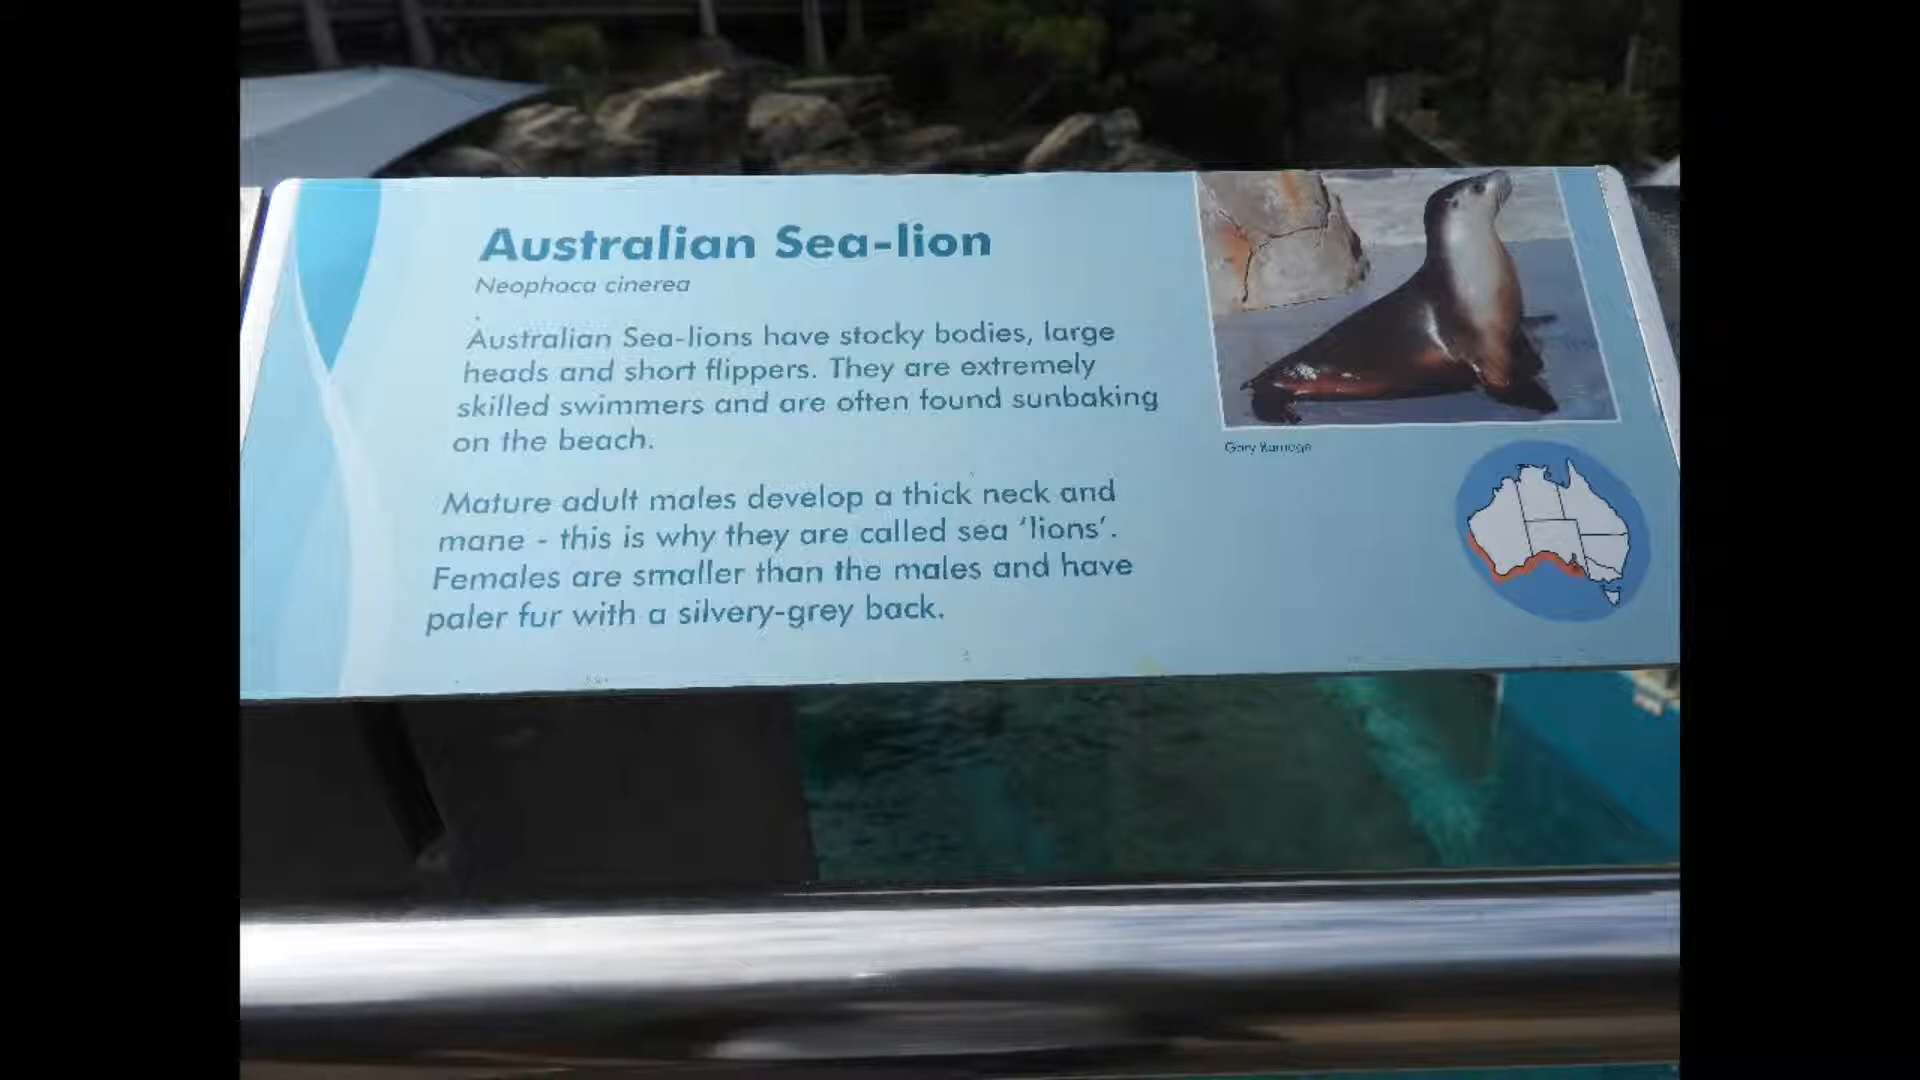 Australian Sea-lion
Neophoca cinerea
Australian Sea-lions have stocky bodies, large
heads and short flippers. They are extremely
skilled swimmers and are often found sunbaking
on the beach.
Mature adult males develop a thick neck and
mane - this is why they are called sea ‘lions’.
Females are smaller than the males and have
paler fur with a silvery-grey back.
Gary Ramage